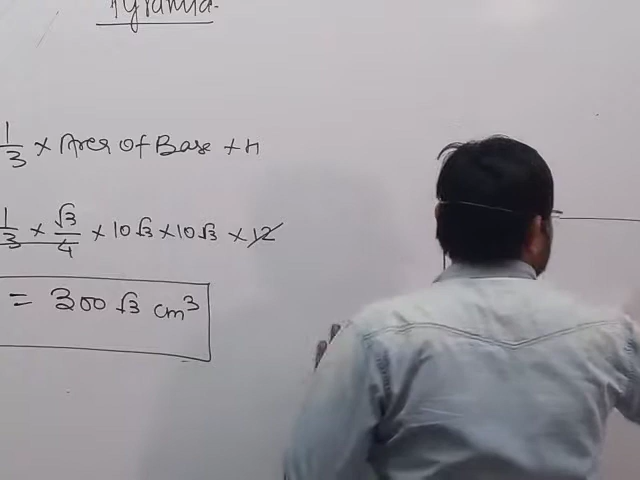 Pyramid.
1/3 × Area of Base × h
1/3 × √3/4 × 10√3 × 10√3 × 12
= 300√3 cm³